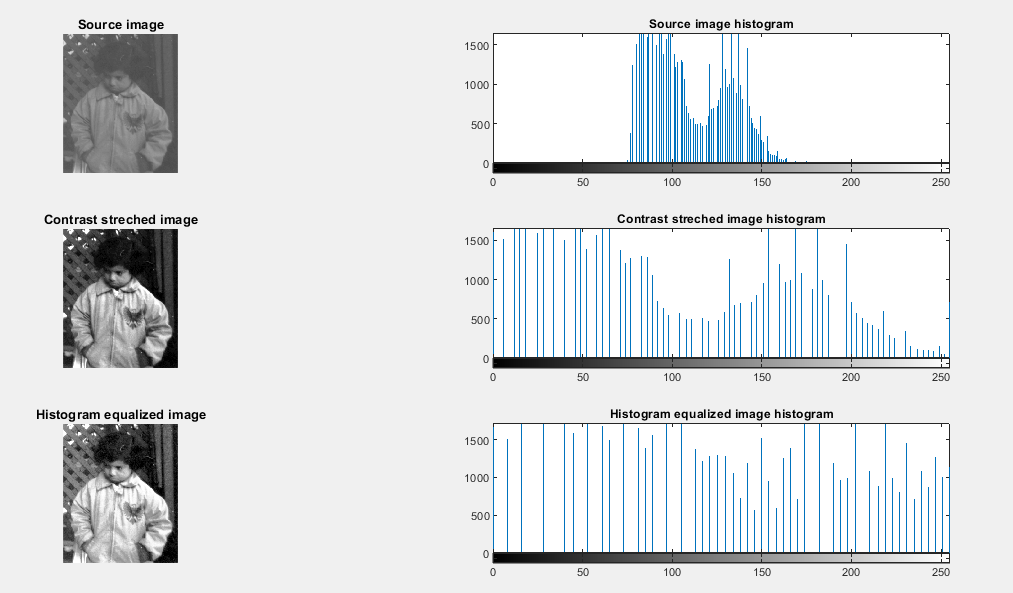 Source image
Source image histogram
1500
1000
500
0
0 50 100 150 200 250
Contrast streched image
Contrast streched image histogram
1500
1000
500
0
0 50 100 150 200 250
Histogram equalized image
Histogram equalized image histogram
1500
1000
500
0
0 50 100 150 200 250